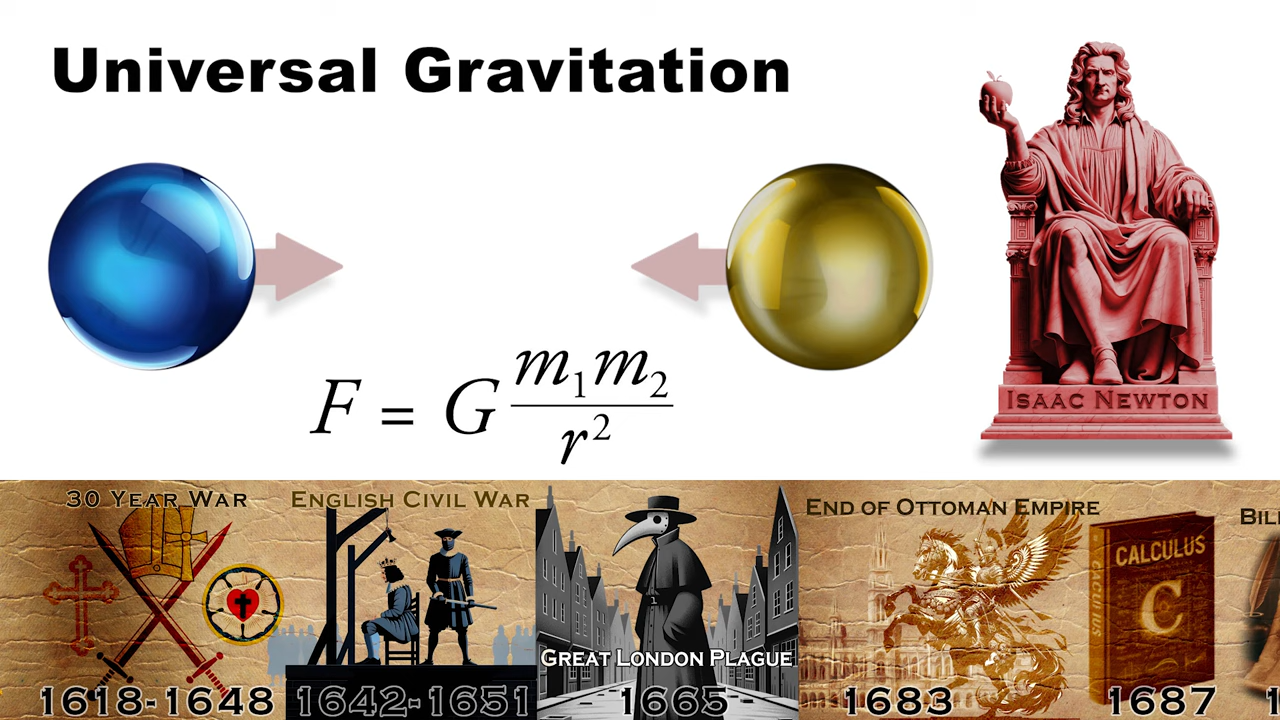 Universal Gravitation
F = G m₁m₂ / r²
ISAAC NEWTON
30 YEAR WAR
1618-1648
ENGLISH CIVIL WAR
1642-1651
GREAT LONDON PLAGUE
1665
END OF OTTOMAN EMPIRE
1683
CALCULUS
C
CALCULUS
1687